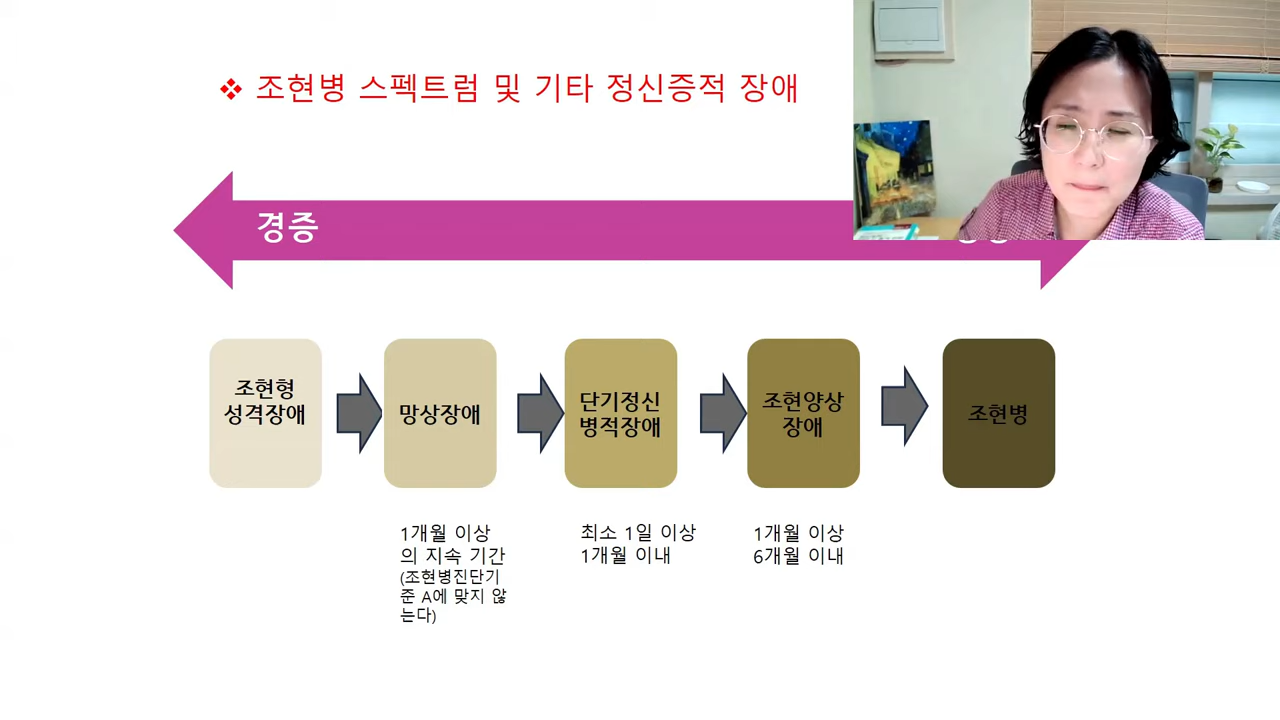 ❖ 조현병 스펙트럼 및 기타 정신증적 장애
경증
조현형
성격장애
망상장애
단기정신
병적장애
조현양상
장애
조현병
1개월 이상
의 지속 기간
(조현병진단기
준 A에 맞지 않
는다)
최소 1일 이상
1개월 이내
1개월 이상
6개월 이내